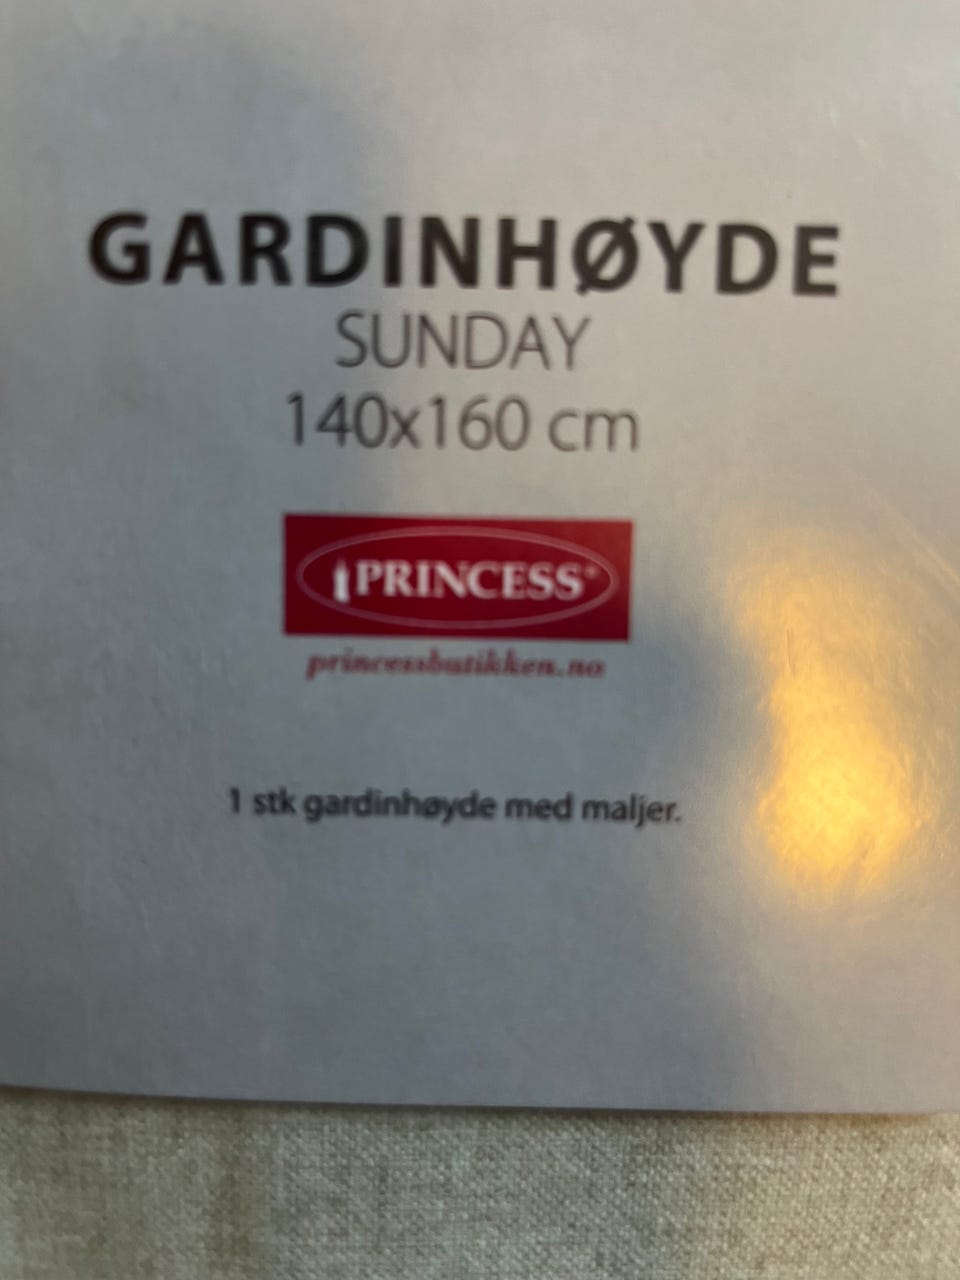 GARDINHØYDE
SUNDAY
140x160 cm
PRINCESS®
princessbutikken.no
1 stk gardinhøyde med maljer.